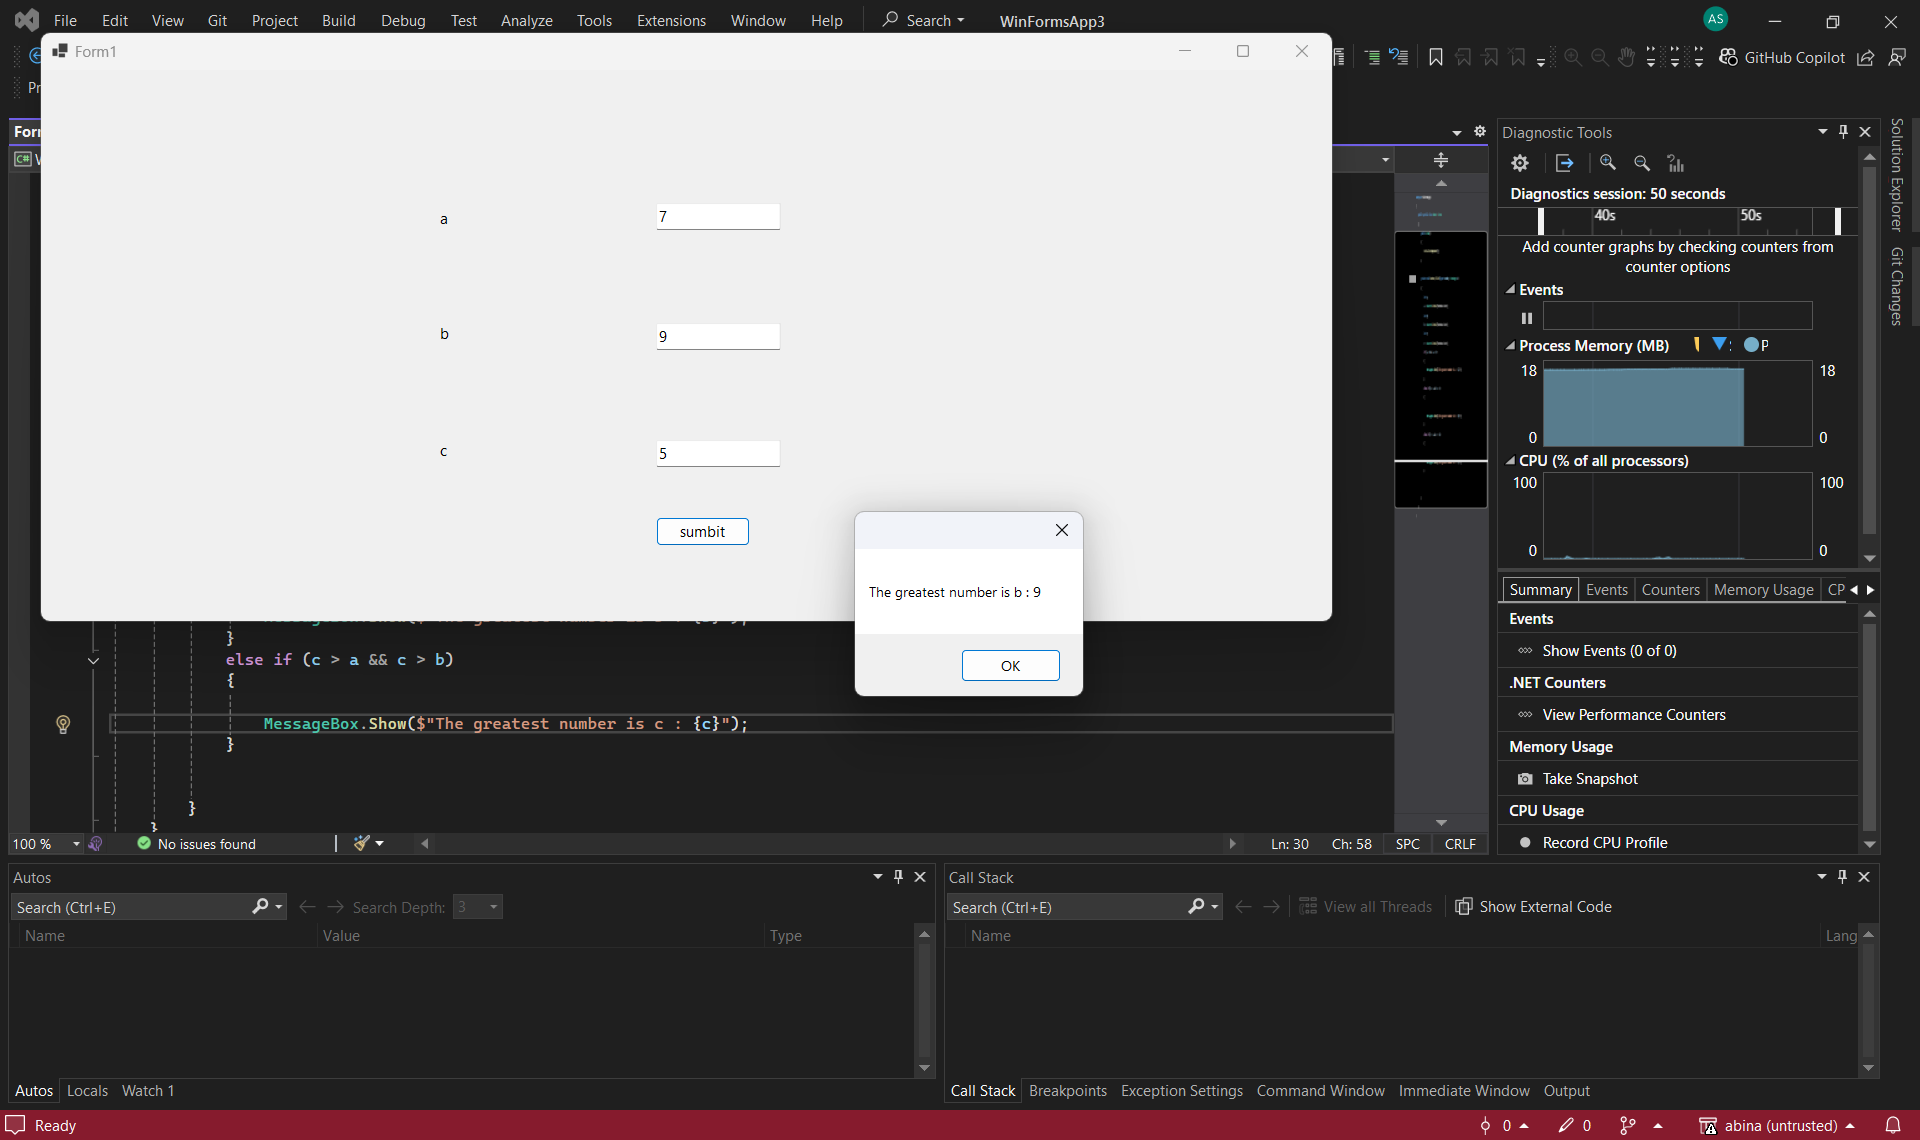 File Edit View Git Project Build Debug Test Analyze Tools Extensions Window Help Search WinFormsApp3 AS
GitHub Copilot
Form1
a 7
b 9
c 5
sumbit
The greatest number is b : 9
OK
}
else if (c > a && c > b)
{
MessageBox.Show($"The greatest number is c : {c}");
}
}
}
100 % No issues found Ln: 30 Ch: 58 SPC CRLF
Diagnostic Tools
Diagnostics session: 50 seconds
40s 50s
Add counter graphs by checking counters from
counter options
Events
Process Memory (MB) P
18 18
0 0
CPU (% of all processors)
100 100
0 0
Summary Events Counters Memory Usage CP
Events
Show Events (0 of 0)
.NET Counters
View Performance Counters
Memory Usage
Take Snapshot
CPU Usage
Record CPU Profile
Solution Explorer
Git Changes
Autos
Search (Ctrl+E) Search Depth: 3
Name Value Type
Autos Locals Watch 1
Call Stack
Search (Ctrl+E) View all Threads Show External Code
Name Lang
Call Stack Breakpoints Exception Settings Command Window Immediate Window Output
Ready 0 0 abina (untrusted)